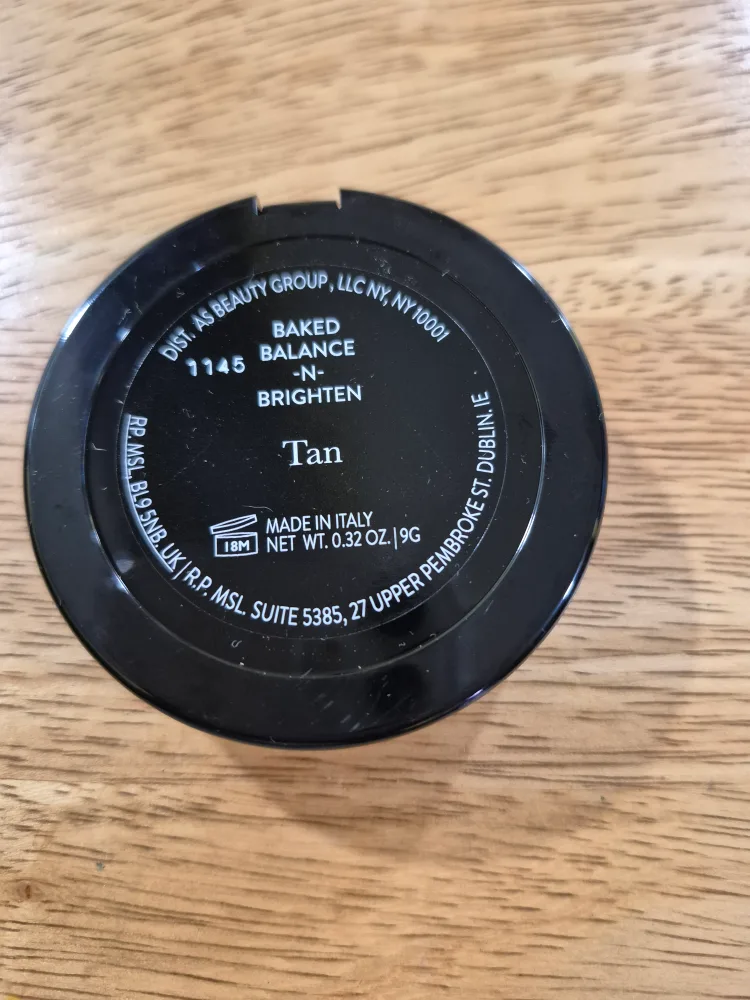 DIST. AS BEAUTY GROUP, LLC NY, NY 10001
1145
BAKED
BALANCE
-N-
BRIGHTEN
Tan
18M
MADE IN ITALY
NET WT. 0.32 OZ.|9G
RP. MSL. BL9 5NB. UK|R.P. MSL. SUITE 5385, 27 UPPER PEMBROKE ST. DUBLIN. IE